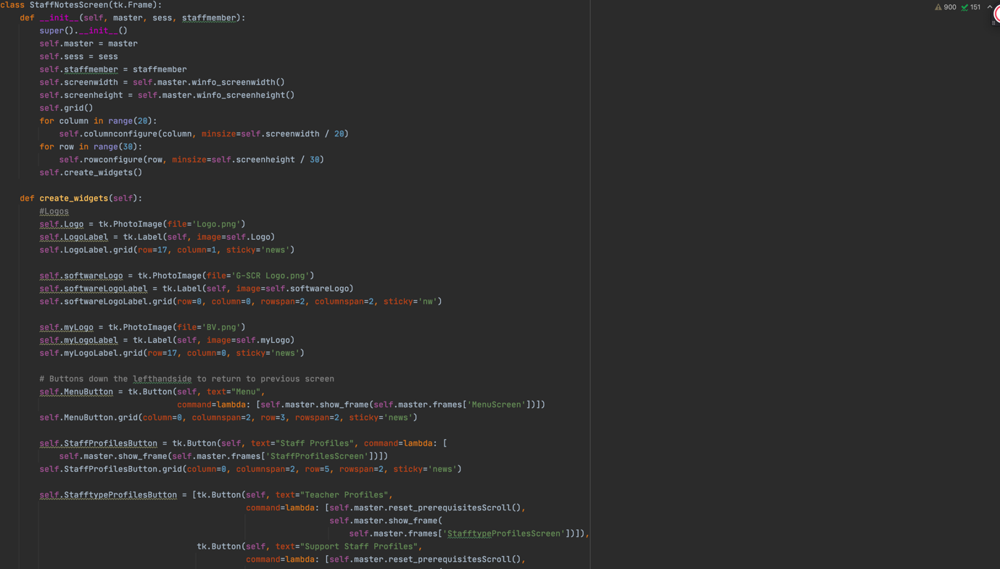 class StaffNotesScreen(tk.Frame):
    def __init__(self, master, sess, staffmember):
        super().__init__()
        self.master = master
        self.sess = sess
        self.staffmember = staffmember
        self.screenwidth = self.master.winfo_screenwidth()
        self.screenheight = self.master.winfo_screenheight()
        self.grid()
        for column in range(20):
            self.columnconfigure(column, minsize=self.screenwidth / 20)
        for row in range(30):
            self.rowconfigure(row, minsize=self.screenheight / 30)
        self.create_widgets()

    def create_widgets(self):
        #Logos
        self.Logo = tk.PhotoImage(file='Logo.png')
        self.LogoLabel = tk.Label(self, image=self.Logo)
        self.LogoLabel.grid(row=17, column=1, sticky='news')

        self.softwareLogo = tk.PhotoImage(file='G-SCR Logo.png')
        self.softwareLogoLabel = tk.Label(self, image=self.softwareLogo)
        self.softwareLogoLabel.grid(row=0, column=0, rowspan=2, columnspan=2, sticky='nw')

        self.myLogo = tk.PhotoImage(file='BV.png')
        self.myLogoLabel = tk.Label(self, image=self.myLogo)
        self.myLogoLabel.grid(row=17, column=0, sticky='news')

        # Buttons down the lefthandside to return to previous screen
        self.MenuButton = tk.Button(self, text="Menu",
                                    command=lambda: [self.master.show_frame(self.master.frames['MenuScreen'])])
        self.MenuButton.grid(column=0, columnspan=2, row=3, rowspan=2, sticky='news')

        self.StaffProfilesButton = tk.Button(self, text="Staff Profiles", command=lambda: [
            self.master.show_frame(self.master.frames['StaffProfilesScreen'])])
        self.StaffProfilesButton.grid(column=0, columnspan=2, row=5, rowspan=2, sticky='news')

        self.StafftypeProfilesButton = [tk.Button(self, text="Teacher Profiles",
                                                  command=lambda: [self.master.reset_prerequisitesScroll(),
                                                                   self.master.show_frame(
                                                                       self.master.frames['StafftypeProfilesScreen'])]),
                                        tk.Button(self, text="Support Staff Profiles",
                                                  command=lambda: [self.master.reset_prerequisitesScroll(),
900 151